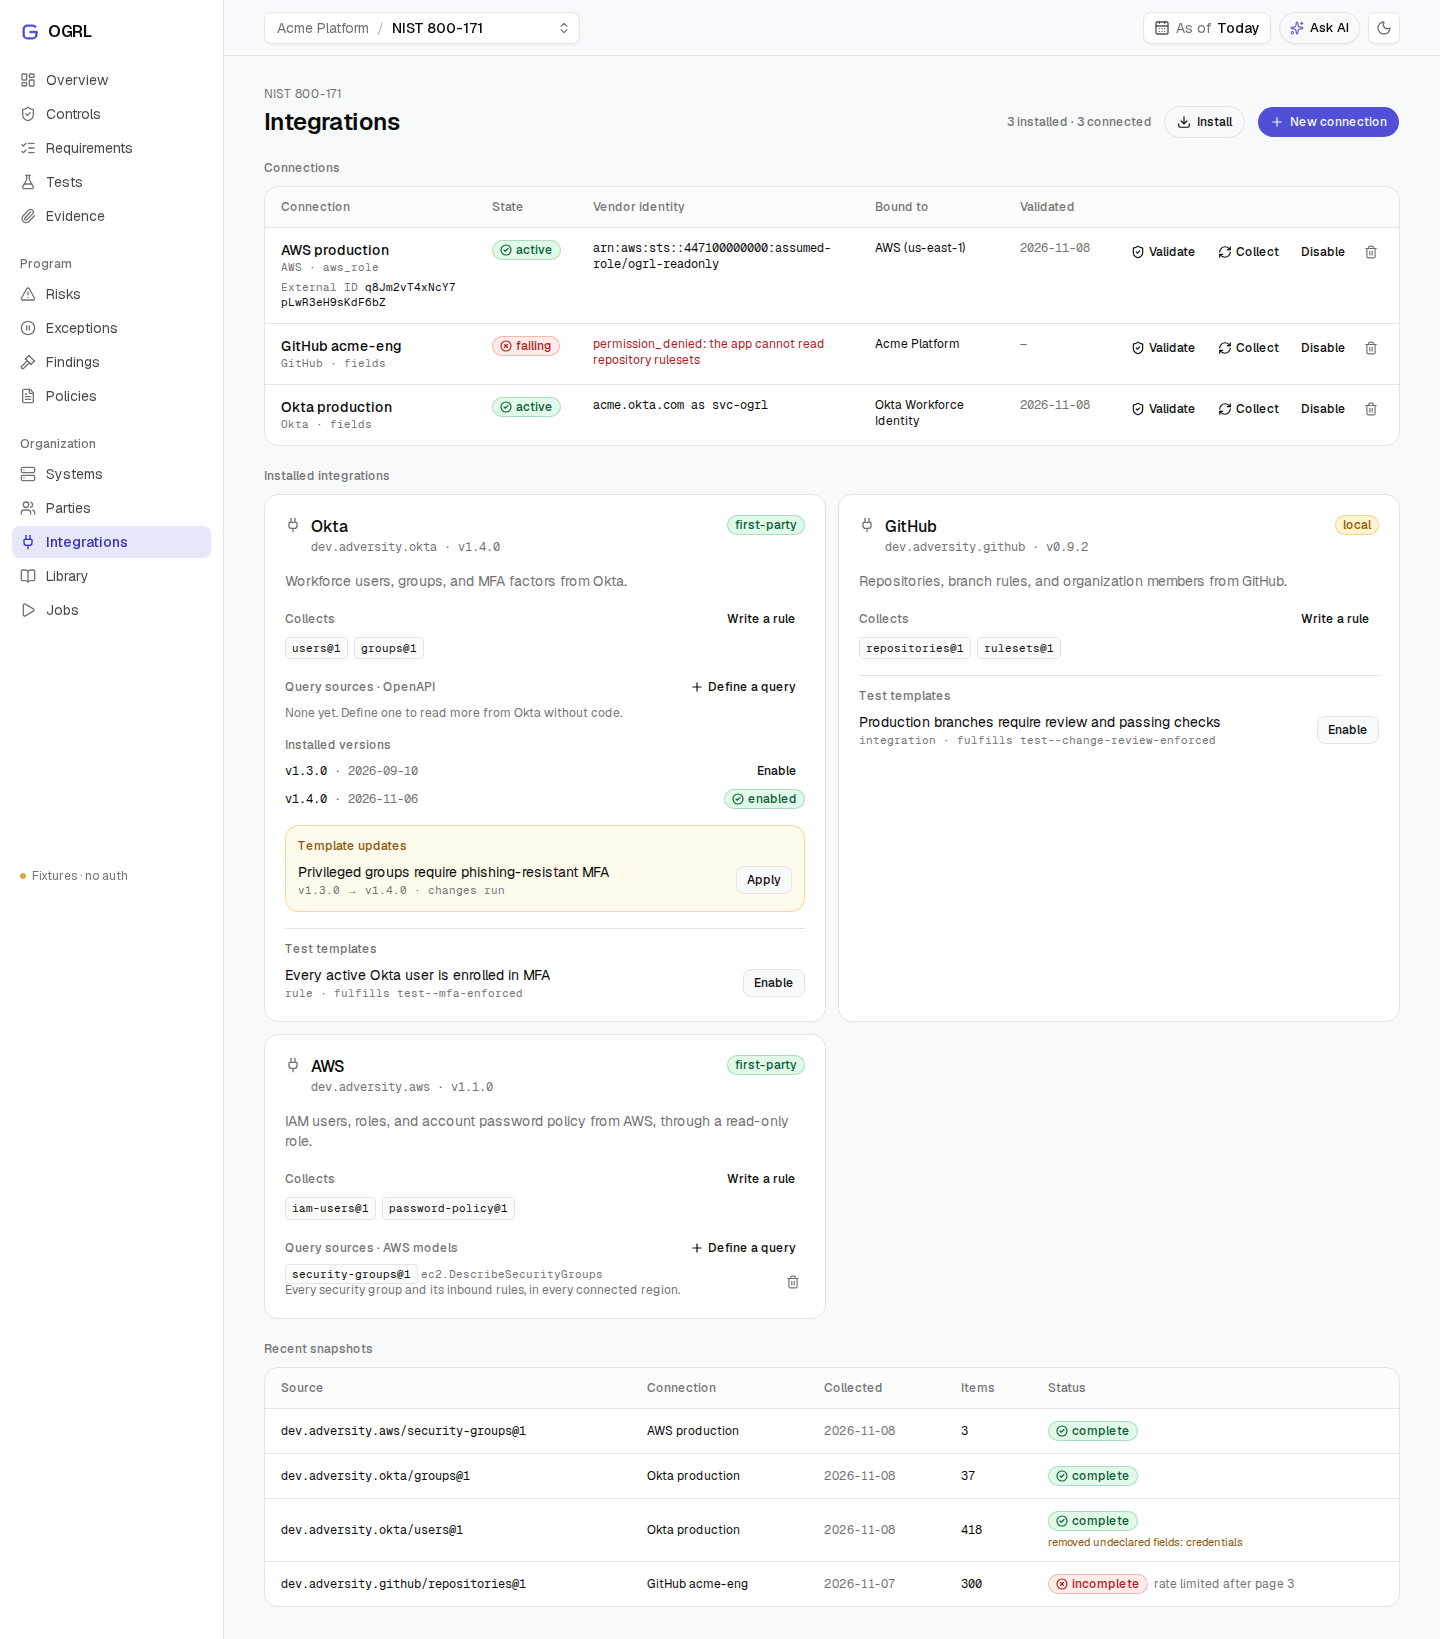 OGRL
Acme Platform / NIST 800-171
As of Today
Ask AI
Overview
Controls
Requirements
Tests
Evidence
Program
Risks
Exceptions
Findings
Policies
Organization
Systems
Parties
Integrations
Library
Jobs
Fixtures · no auth
NIST 800-171
Integrations
3 installed · 3 connected
Install
New connection
Connections
Connection State Vendor identity Bound to Validated
AWS production
AWS · aws_role
External ID q8Jm2vT4xNcY7
pLwR3eH9sKdF6bZ
active
arn:aws:sts::447100000000:assumed-
role/ogrl-readonly
AWS (us-east-1)
2026-11-08
Validate Collect Disable
GitHub acme-eng
GitHub · fields
failing
permission_denied: the app cannot read
repository rulesets
Acme Platform
—
Validate Collect Disable
Okta production
Okta · fields
active
acme.okta.com as svc-ogrl
Okta Workforce
Identity
2026-11-08
Validate Collect Disable
Installed integrations
Okta
first-party
dev.adversity.okta · v1.4.0
Workforce users, groups, and MFA factors from Okta.
Collects
Write a rule
users@1 groups@1
Query sources · OpenAPI
Define a query
None yet. Define one to read more from Okta without code.
Installed versions
v1.3.0 · 2026-09-10
Enable
v1.4.0 · 2026-11-06
enabled
Template updates
Privileged groups require phishing-resistant MFA
v1.3.0 → v1.4.0 · changes run
Apply
Test templates
Every active Okta user is enrolled in MFA
rule · fulfills test--mfa-enforced
Enable
GitHub
local
dev.adversity.github · v0.9.2
Repositories, branch rules, and organization members from GitHub.
Collects
Write a rule
repositories@1 rulesets@1
Test templates
Production branches require review and passing checks
integration · fulfills test--change-review-enforced
Enable
AWS
first-party
dev.adversity.aws · v1.1.0
IAM users, roles, and account password policy from AWS, through a read-only
role.
Collects
Write a rule
iam-users@1 password-policy@1
Query sources · AWS models
Define a query
security-groups@1 ec2.DescribeSecurityGroups
Every security group and its inbound rules, in every connected region.
Recent snapshots
Source Connection Collected Items Status
dev.adversity.aws/security-groups@1 AWS production 2026-11-08 3 complete
dev.adversity.okta/groups@1 Okta production 2026-11-08 37 complete
dev.adversity.okta/users@1 Okta production 2026-11-08 418 complete
removed undeclared fields: credentials
dev.adversity.github/repositories@1 GitHub acme-eng 2026-11-07 300 incomplete rate limited after page 3